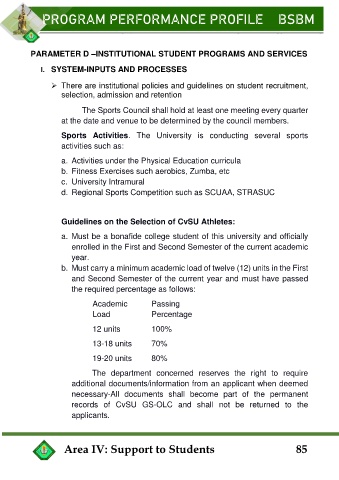 PROGRAM PERFORMANCE PROFILE BSBM
PARAMETER D –INSTITUTIONAL STUDENT PROGRAMS AND SERVICES
I. SYSTEM-INPUTS AND PROCESSES
➢ There are institutional policies and guidelines on student recruitment,
selection, admission and retention
The Sports Council shall hold at least one meeting every quarter
at the date and venue to be determined by the council members.
Sports Activities. The University is conducting several sports
activities such as:
a. Activities under the Physical Education curricula
b. Fitness Exercises such aerobics, Zumba, etc
c. University Intramural
d. Regional Sports Competition such as SCUAA, STRASUC
Guidelines on the Selection of CvSU Athletes:
a. Must be a bonafide college student of this university and officially
enrolled in the First and Second Semester of the current academic
year.
b. Must carry a minimum academic load of twelve (12) units in the First
and Second Semester of the current year and must have passed
the required percentage as follows:
Academic Passing
Load Percentage
12 units 100%
13-18 units 70%
19-20 units 80%
The department concerned reserves the right to require
additional documents/information from an applicant when deemed
necessary-All documents shall become part of the permanent
records of CvSU GS-OLC and shall not be returned to the
applicants.
Area IV: Support to Students 85